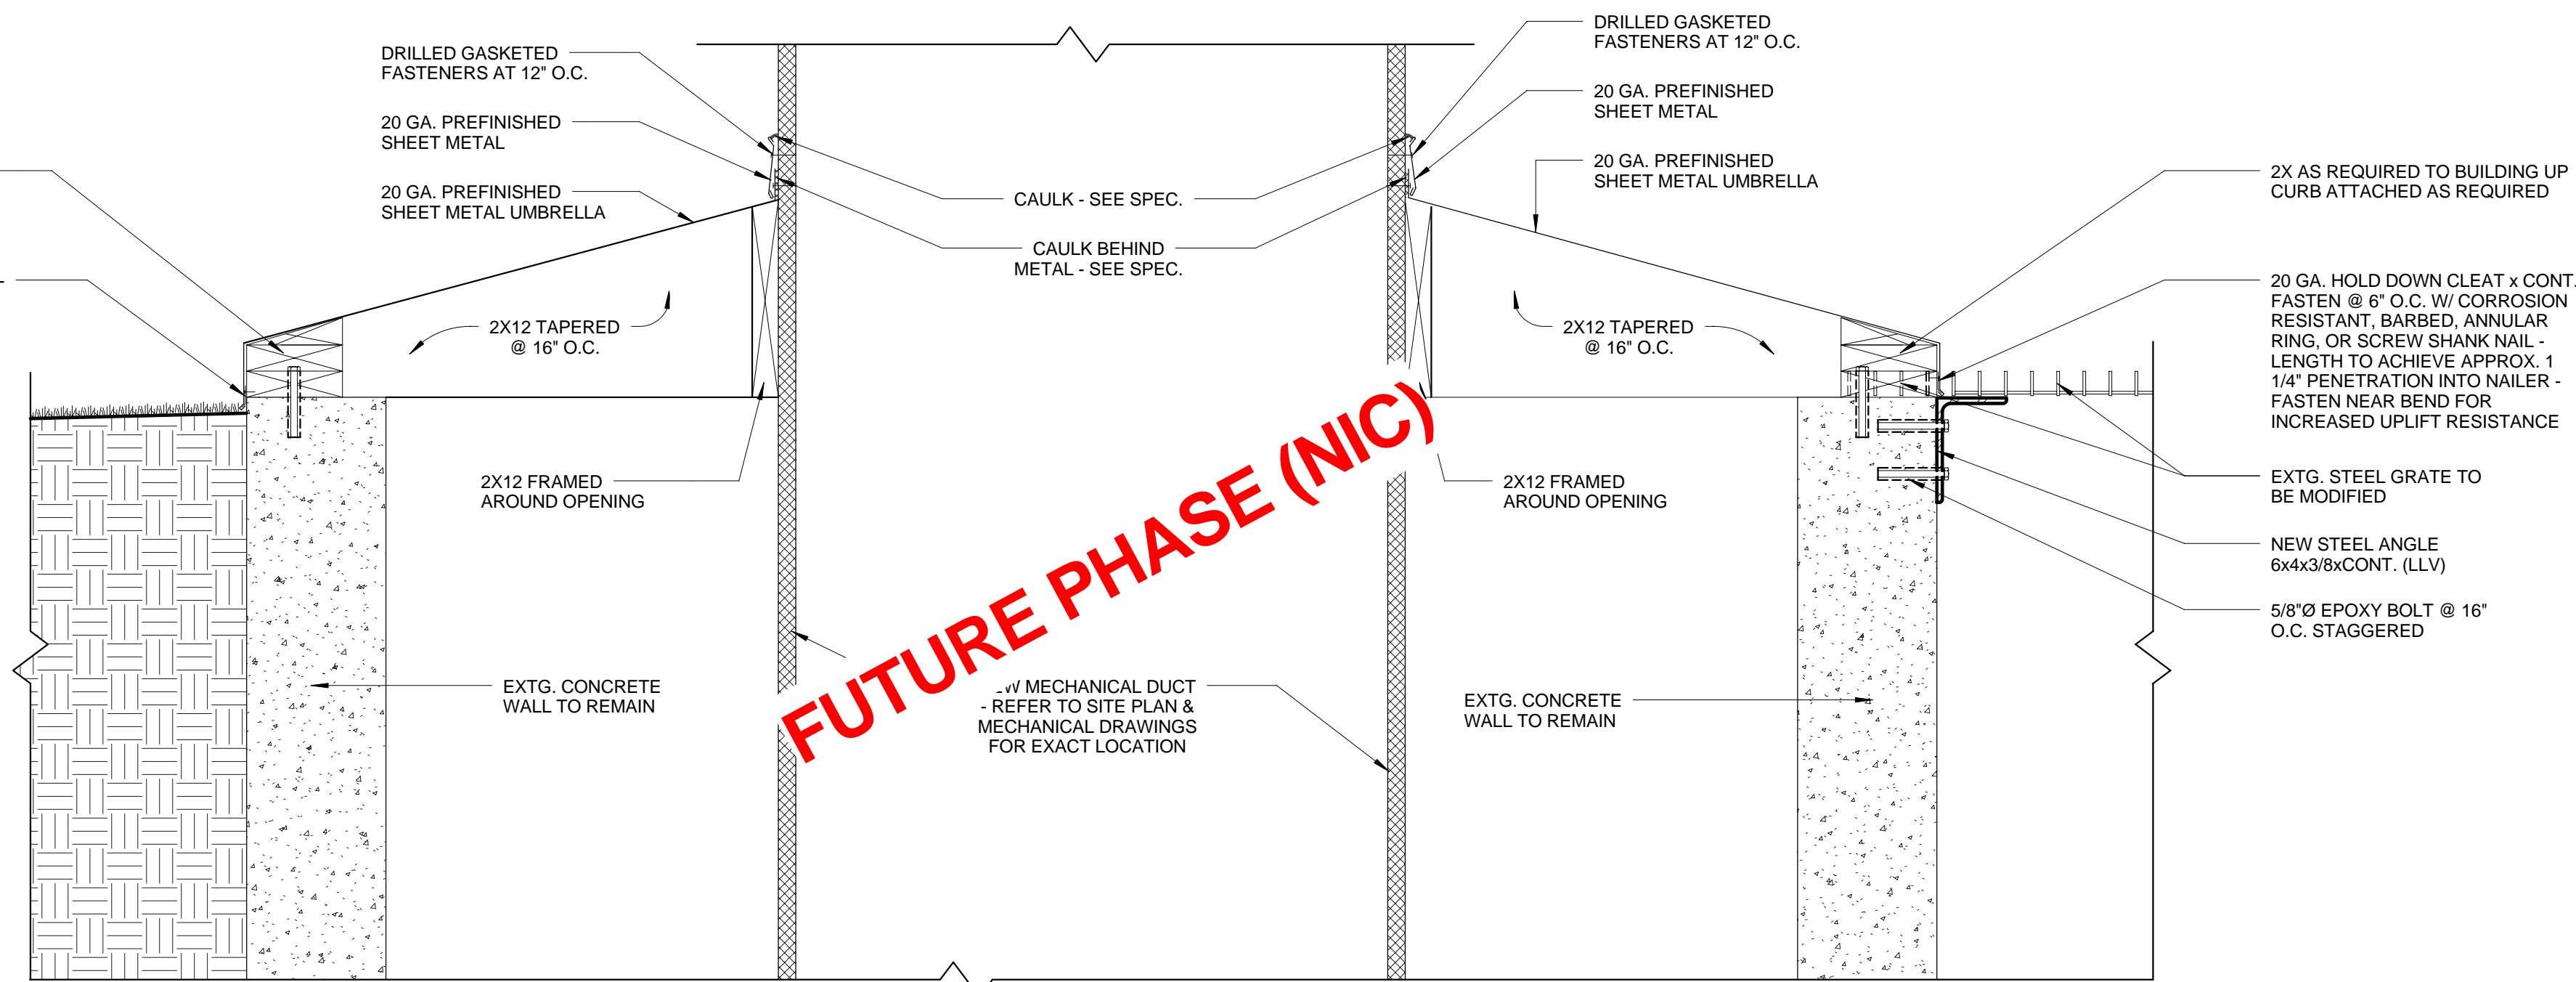 DRILLED GASKETED
FASTENERS AT 12" O.C.
20 GA. PREFINISHED
SHEET METAL
20 GA. PREFINISHED
SHEET METAL UMBRELLA
2X12 TAPERED
@ 16" O.C.
2X12 FRAMED
AROUND OPENING
EXTG. CONCRETE
WALL TO REMAIN
CAULK - SEE SPEC.
CAULK BEHIND
METAL - SEE SPEC.
FUTURE PHASE (NIC)
MECHANICAL DUCT
- REFER TO SITE PLAN &
MECHANICAL DRAWINGS
FOR EXACT LOCATION
DRILLED GASKETED
FASTENERS AT 12" O.C.
20 GA. PREFINISHED
SHEET METAL
20 GA. PREFINISHED
SHEET METAL UMBRELLA
2X12 TAPERED
@ 16" O.C.
2X12 FRAMED
AROUND OPENING
EXTG. CONCRETE
WALL TO REMAIN
2X AS REQUIRED TO BUILDING UP
CURB ATTACHED AS REQUIRED
20 GA. HOLD DOWN CLEAT x CONT.
FASTEN @ 6" O.C. W/ CORROSION
RESISTANT, BARBED, ANNULAR
RING, OR SCREW SHANK NAIL -
LENGTH TO ACHIEVE APPROX. 1
1/4" PENETRATION INTO NAILER -
FASTEN NEAR BEND FOR
INCREASED UPLIFT RESISTANCE
EXTG. STEEL GRATE TO
BE MODIFIED
NEW STEEL ANGLE
6x4x3/8xCONT. (LLV)
5/8"Ø EPOXY BOLT @ 16"
O.C. STAGGERED